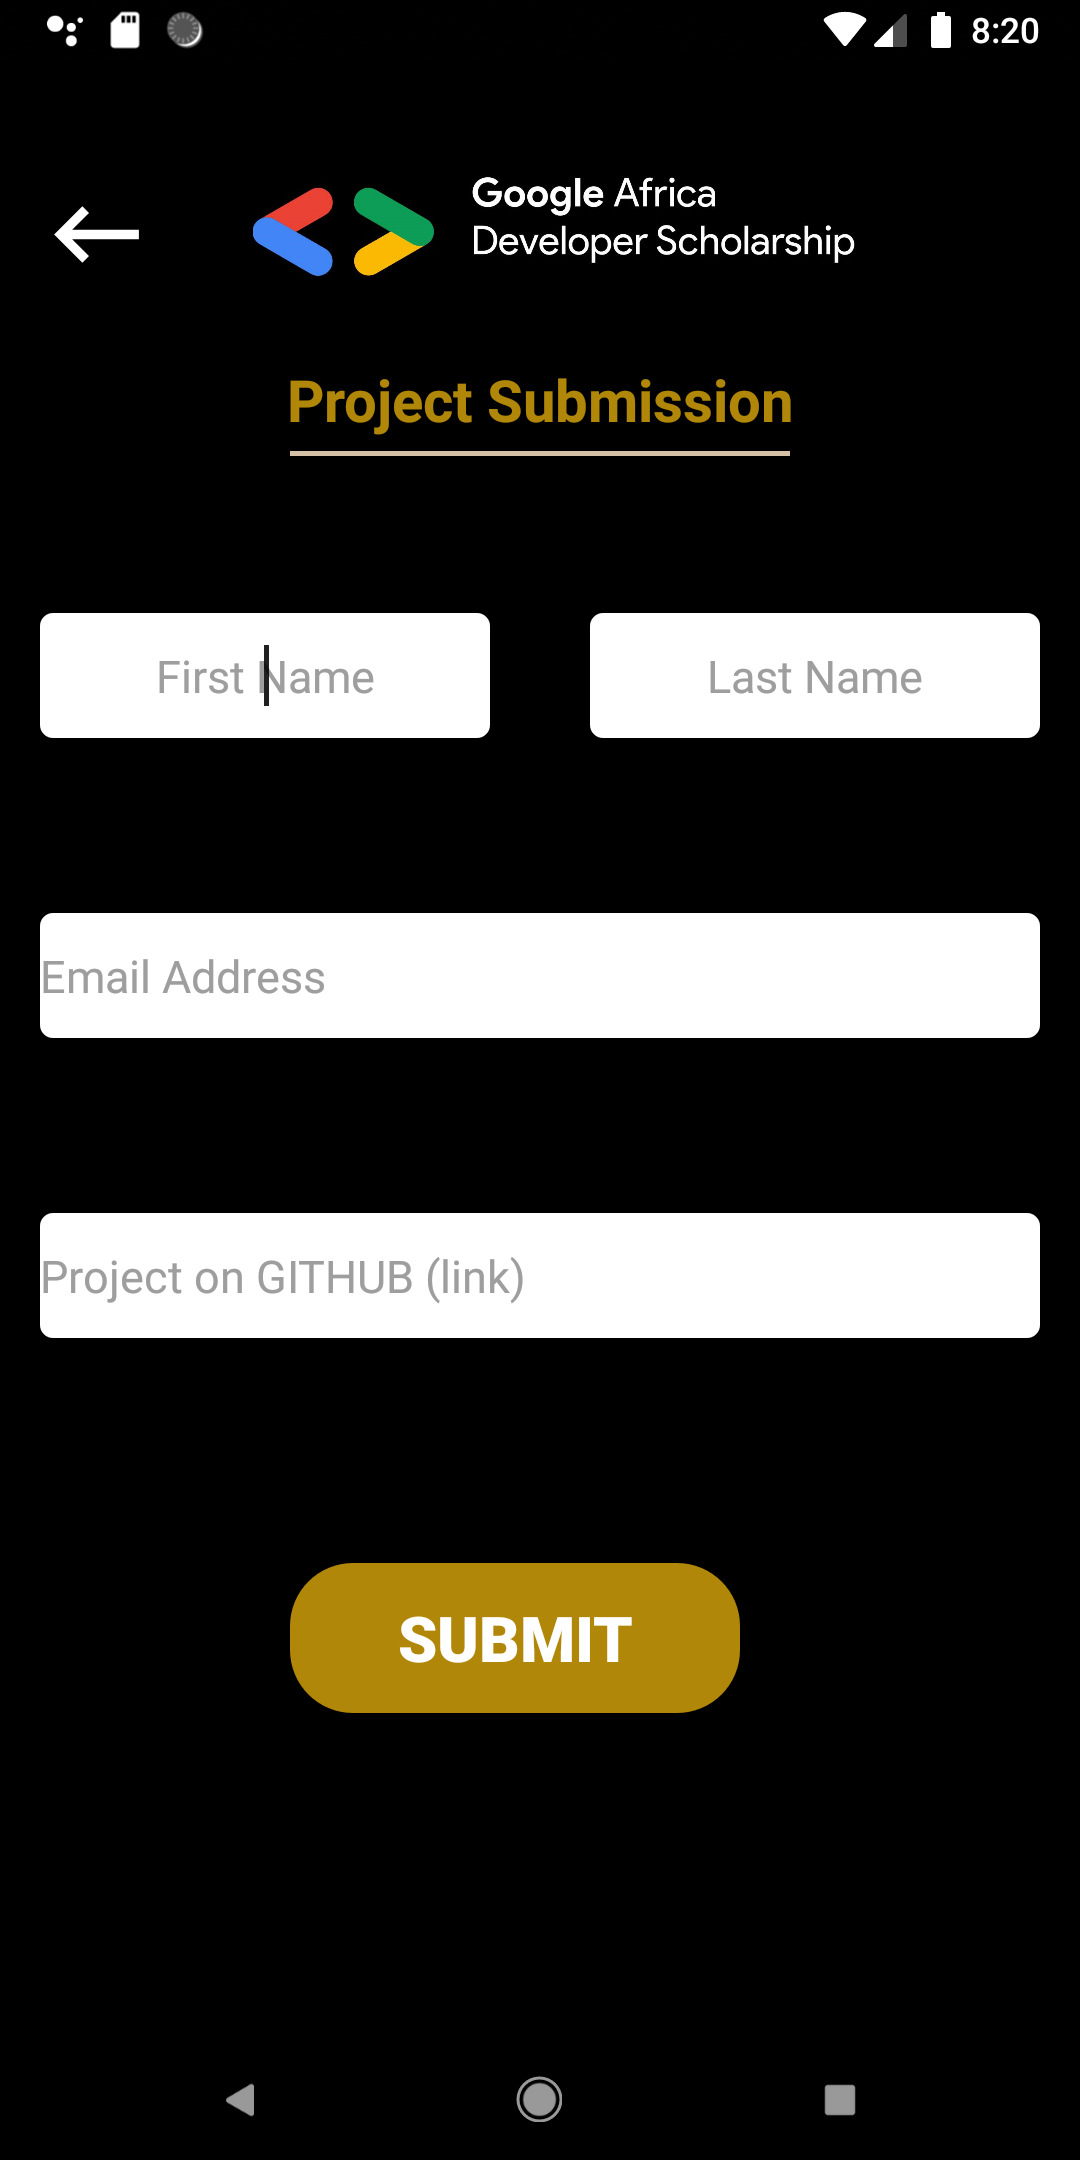 8:20
Google Africa
Developer Scholarship
Project Submission
First Name
Last Name
Email Address
Project on GITHUB (link)
SUBMIT